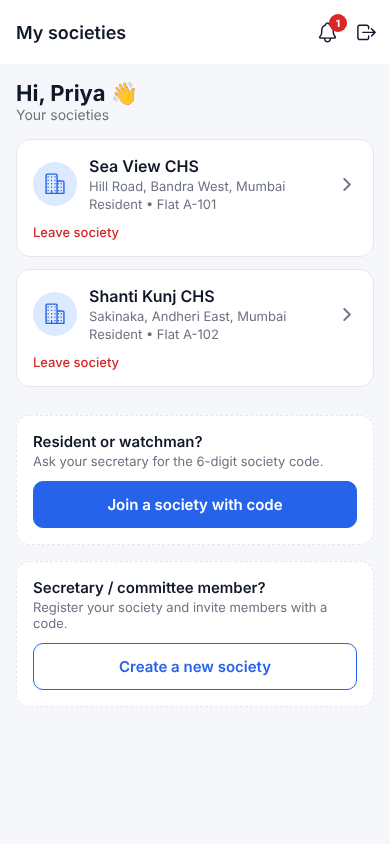 My societies
1
Hi, Priya 👋
Your societies
Sea View CHS
Hill Road, Bandra West, Mumbai
Resident • Flat A-101
Leave society
Shanti Kunj CHS
Sakinaka, Andheri East, Mumbai
Resident • Flat A-102
Leave society
Resident or watchman?
Ask your secretary for the 6-digit society code.
Join a society with code
Secretary / committee member?
Register your society and invite members with a
code.
Create a new society